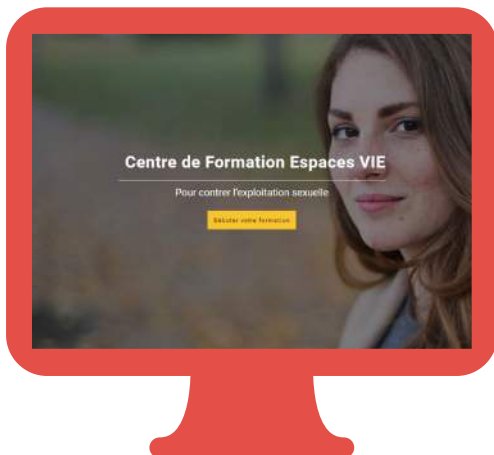 Centre de Formation Espaces VIE
Pour contrer l'exploitation sexuelle
Débuter votre formation